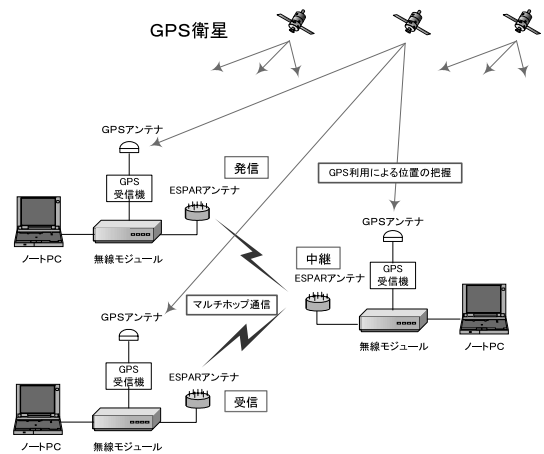 GPS衛星
GPSアンテナ
発信
GPS
受信機
ESPARアンテナ
GPS利用による位置の把握
GPSアンテナ
ノートPC
無線モジュール
中継
ESPARアンテナ
GPS
受信機
マルチホップ通信
GPSアンテナ
無線モジュール
ノートPC
GPS
受信機
ESPARアンテナ
受信
ノートPC
無線モジュール